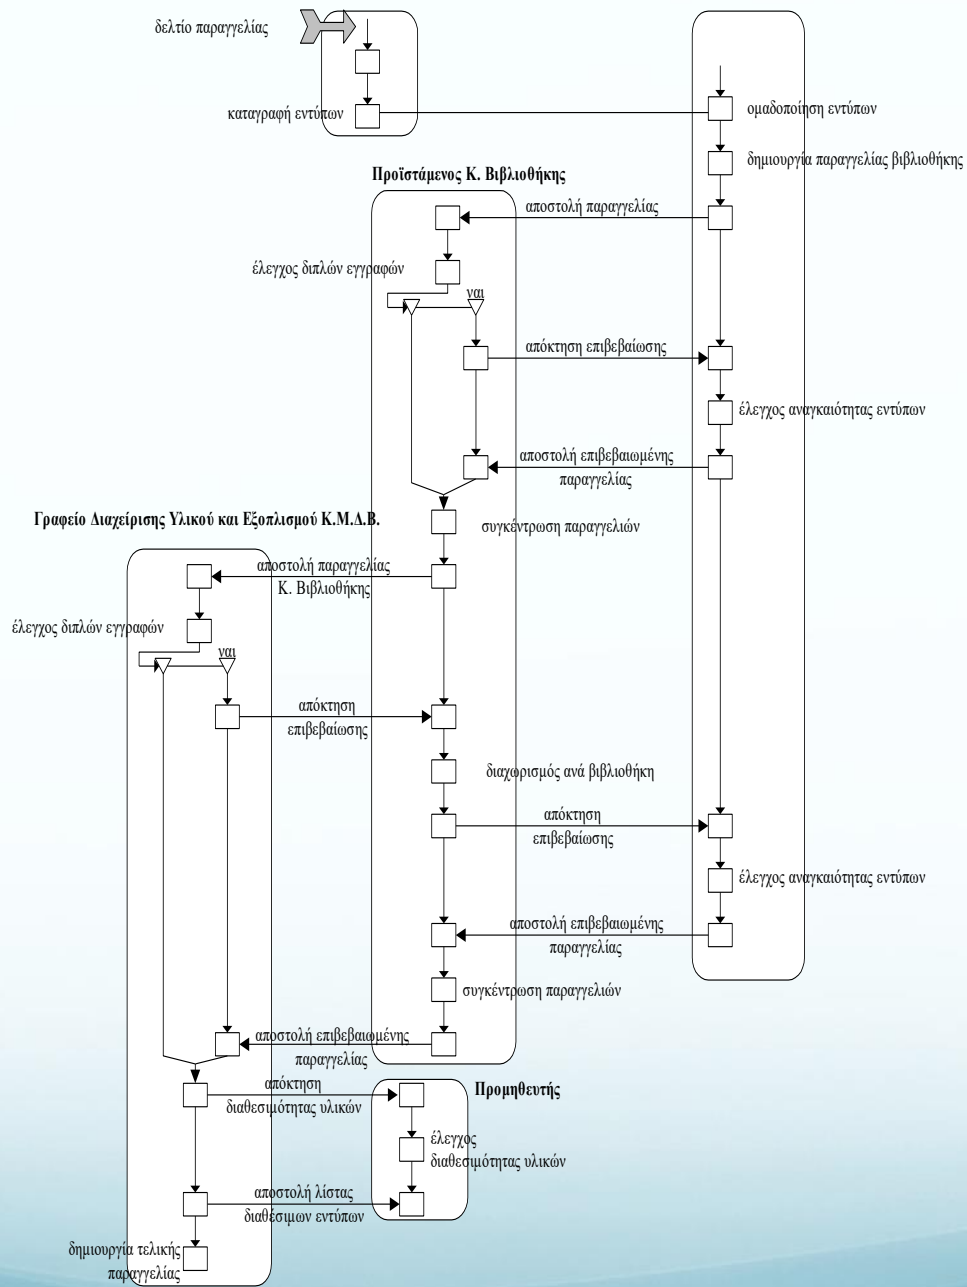 δελτίο παραγγελίας
καταγραφή εντύπων
ομαδοποίηση εντύπων
δημιουργία παραγγελίας βιβλιοθήκης
Προϊστάμενος Κ. Βιβλιοθήκης
αποστολή παραγγελίας
έλεγχος διπλών εγγραφών
ναι
απόκτηση επιβεβαίωσης
έλεγχος αναγκαιότητας εντύπων
αποστολή επιβεβαιωμένης
παραγγελίας
συγκέντρωση παραγγελιών
Γραφείο Διαχείρισης Υλικού και Εξοπλισμού Κ.Μ.Δ.Β.
αποστολή παραγγελίας
Κ. Βιβλιοθήκης
έλεγχος διπλών εγγραφών
ναι
απόκτηση
επιβεβαίωσης
διαχωρισμός ανά βιβλιοθήκη
απόκτηση
επιβεβαίωσης
έλεγχος αναγκαιότητας εντύπων
αποστολή επιβεβαιωμένης
παραγγελίας
συγκέντρωση παραγγελιών
αποστολή επιβεβαιωμένης
παραγγελίας
απόκτηση
διαθεσιμότητας υλικών
Προμηθευτής
έλεγχος
διαθεσιμότητας υλικών
αποστολή λίστας
διαθέσιμων εντύπων
δημιουργία τελικής
παραγγελίας